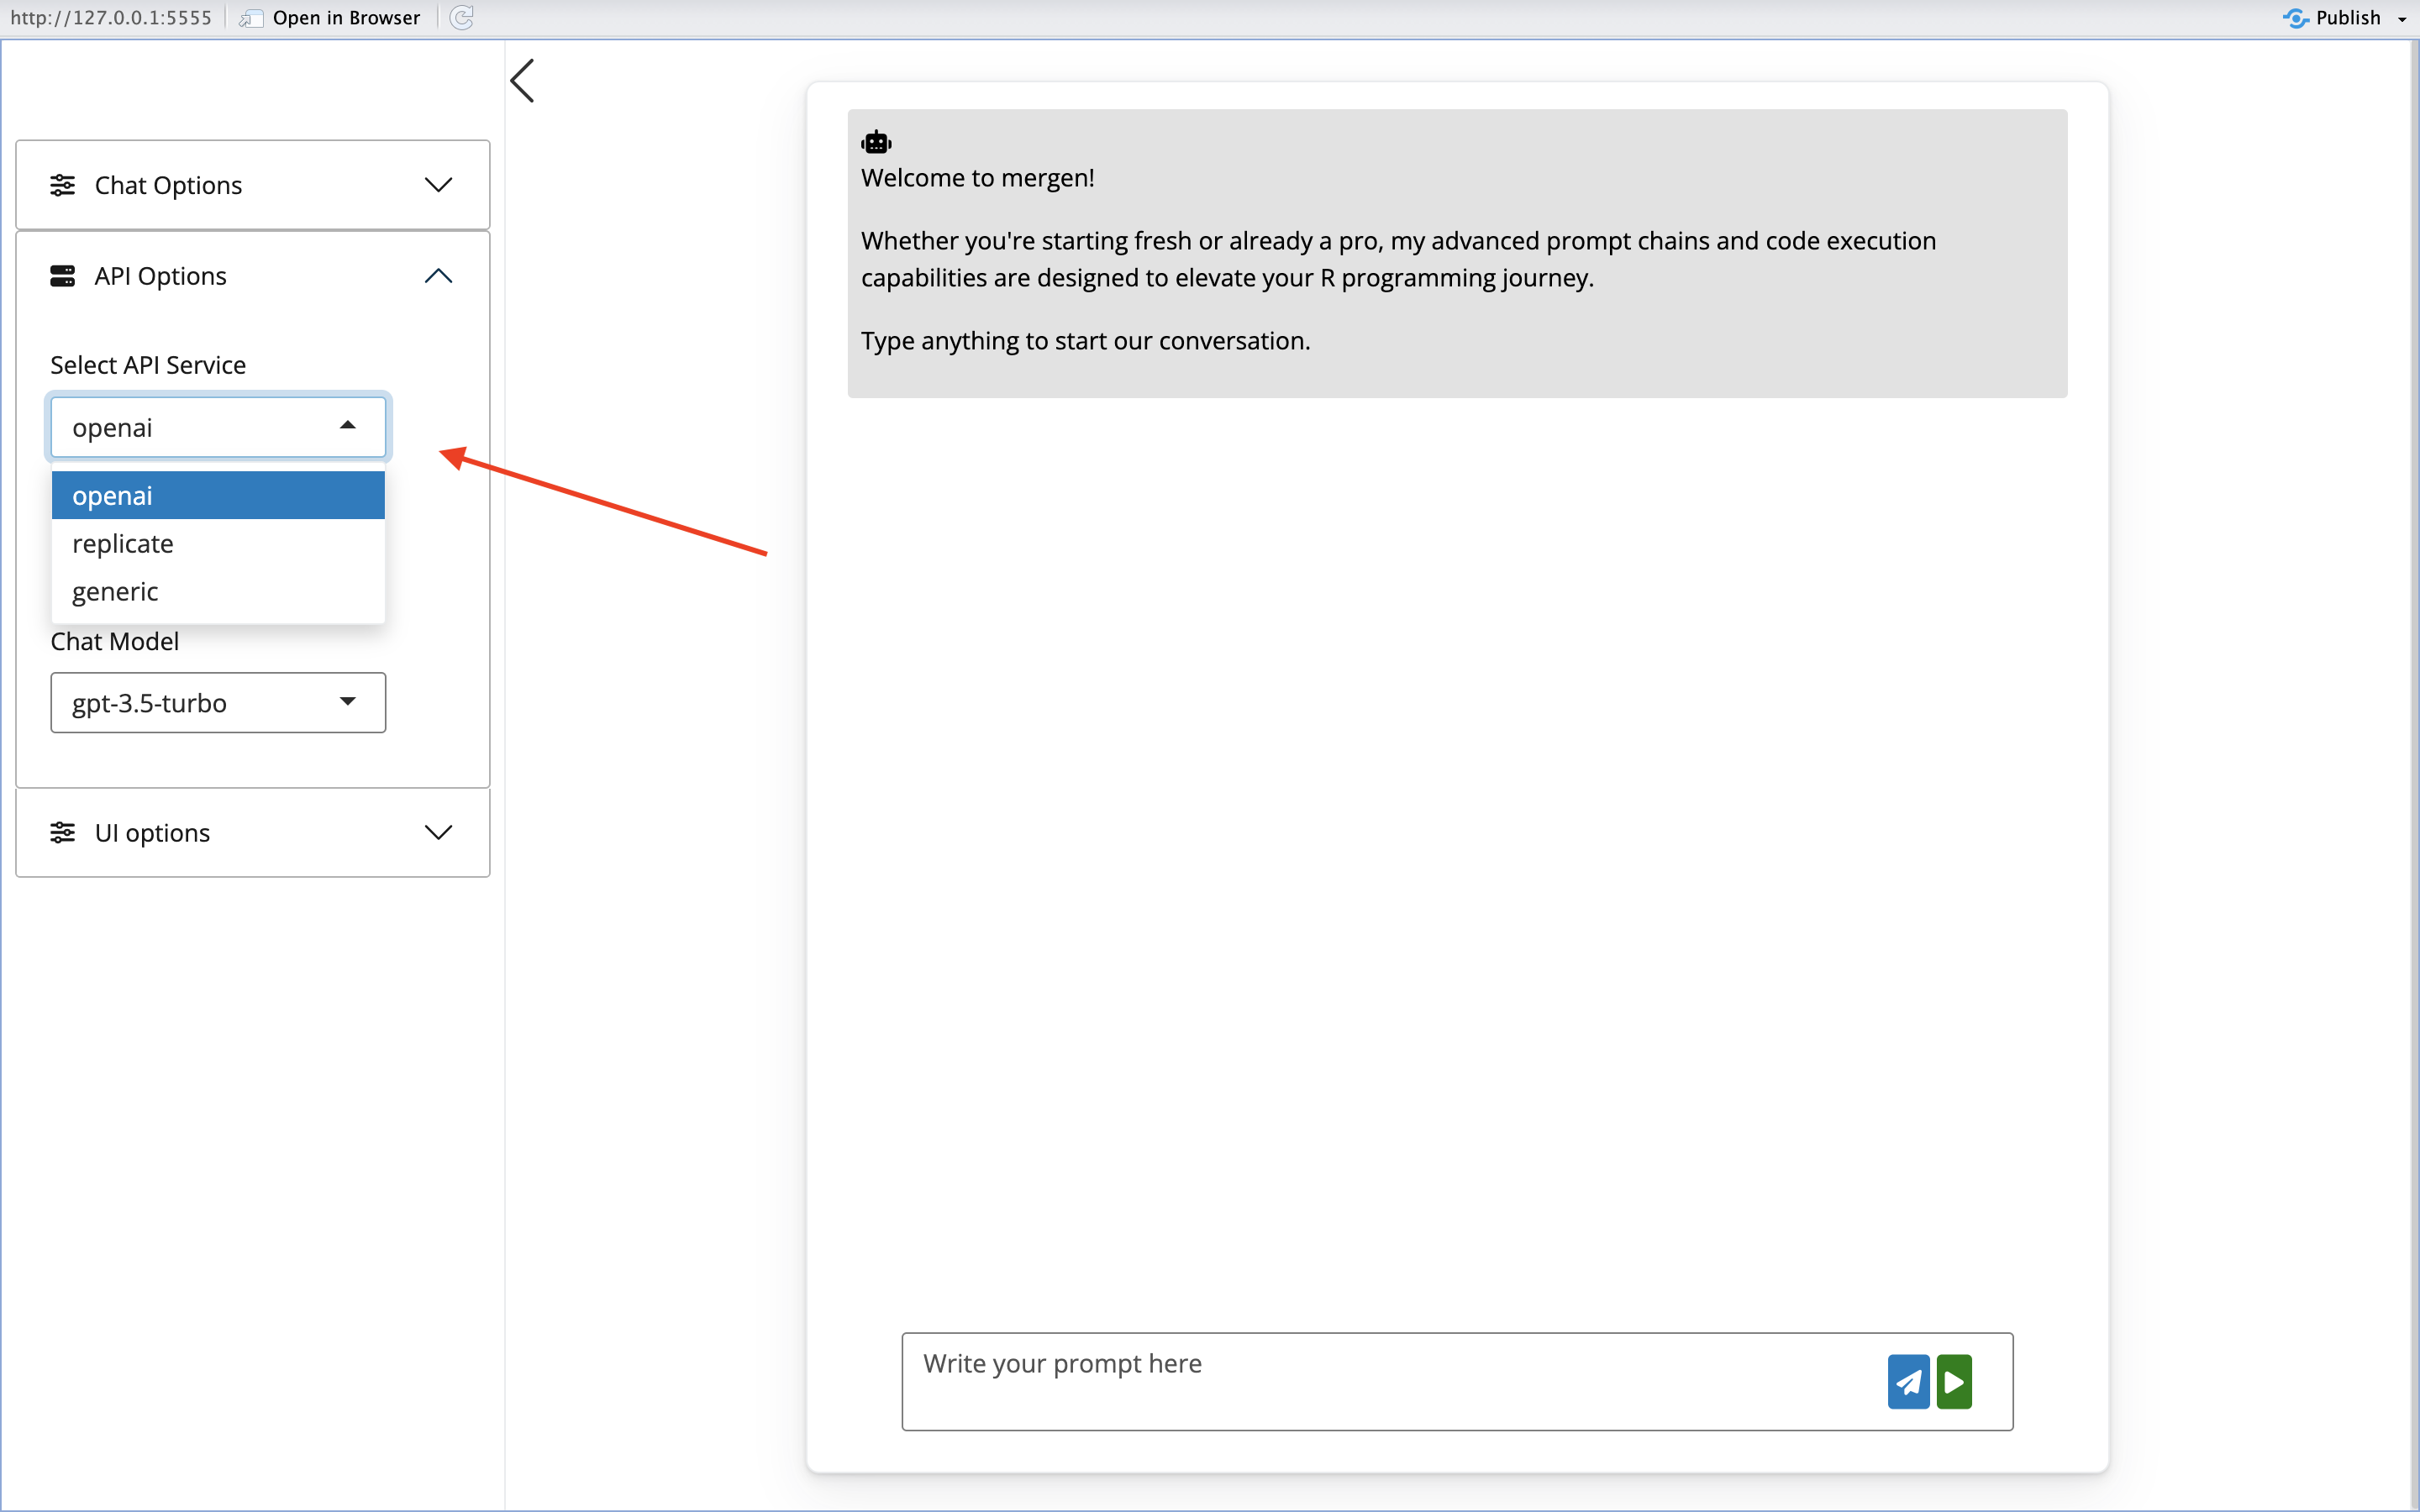 http://127.0.0.1:5555 Open in Browser Publish
Chat Options
API Options
Select API Service
openai
openai
replicate
generic
Chat Model
gpt-3.5-turbo
UI options
Welcome to mergen!
Whether you're starting fresh or already a pro, my advanced prompt chains and code execution
capabilities are designed to elevate your R programming journey.
Type anything to start our conversation.
Write your prompt here